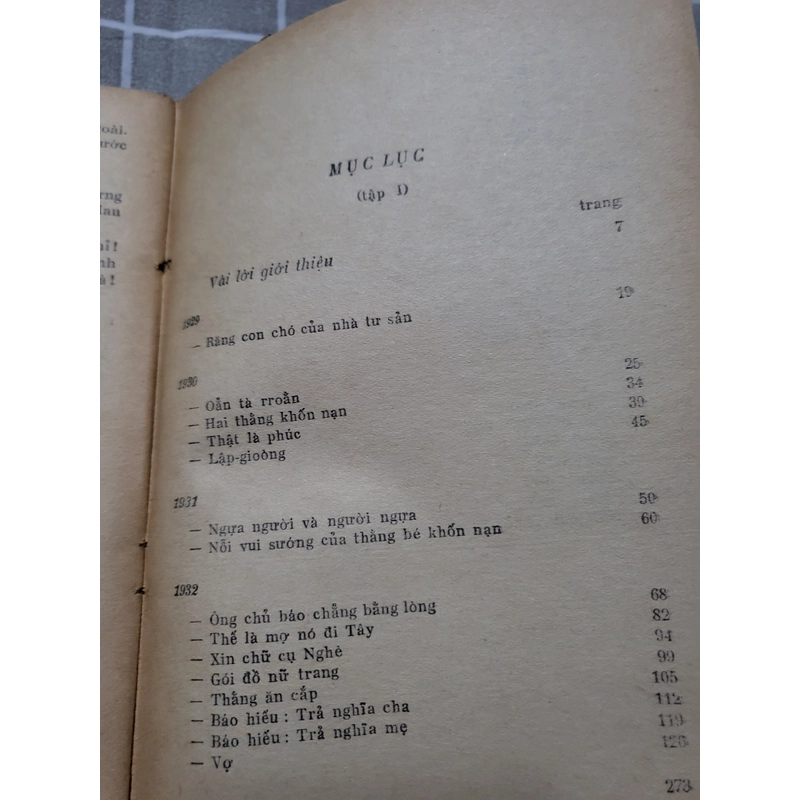 MỤC LỤC
(tập I)
trang
Vài lời giới thiệu 7
1929
— Răng con chó của nhà tư sản 19
1930
— Oẳn tà rroằn 25
— Hai thằng khốn nạn 34
— Thật là phúc 39
— Lập-gioòng 45
1931
— Ngựa người và người ngựa 50
— Nỗi vui sướng của thằng bé khốn nạn 60
1932
— Ông chủ báo chẳng bằng lòng 68
— Thế là mợ nó đi Tây 82
— Xin chữ cụ Nghè 94
— Gói đồ nữ trang 99
— Thằng ăn cắp 105
— Báo hiếu : Trả nghĩa cha 112
— Báo hiếu : Trả nghĩa mẹ 119
— Vợ 126
273